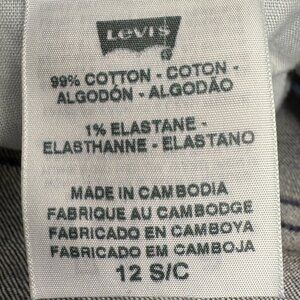 Levi's
99% COTTON - COTON -
ALGODÓN - ALGODÃO
1% ELASTANE -
ELASTHANNE - ELASTANO
MADE IN CAMBODIA
FABRIQUE AU CAMBODGE
FABRICADO EN CAMBOYA
FABRICADO EM CAMBOJA
12 S/C